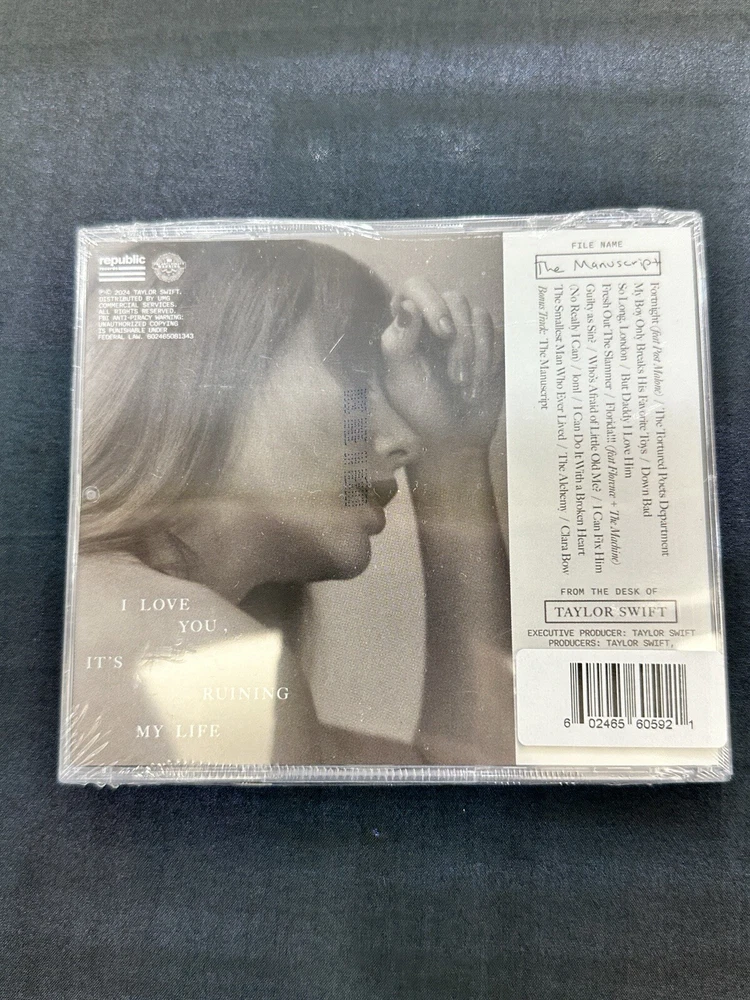 republic
℗© 2024 TAYLOR SWIFT.
DISTRIBUTED BY UMG
COMMERCIAL SERVICES.
ALL RIGHTS RESERVED.
FBI ANTI-PIRACY WARNING:
UNAUTHORIZED COPYING
IS PUNISHABLE UNDER
FEDERAL LAW. 602465081343
I LOVE
YOU,
IT'S
RUINING
MY LIFE
FILE NAME
The Manuscript
Fortnight (feat Post Malone) / The Tortured Poets Department
My Boy Only Breaks His Favorite Toys / Down Bad
So Long, London / But Daddy I Love Him
Fresh Out The Slammer / Florida!!! (feat Florence + The Machine)
Guilty as Sin? / Who's Afraid of Little Old Me? / I Can Fix Him
(No Really I Can) / loml / I Can Do It With a Broken Heart
The Smallest Man Who Ever Lived / The Alchemy / Clara Bow
Bonus Track: The Manuscript
FROM THE DESK OF
TAYLOR SWIFT
EXECUTIVE PRODUCER: TAYLOR SWIFT
PRODUCERS: TAYLOR SWIFT,
6 02465 60592 1